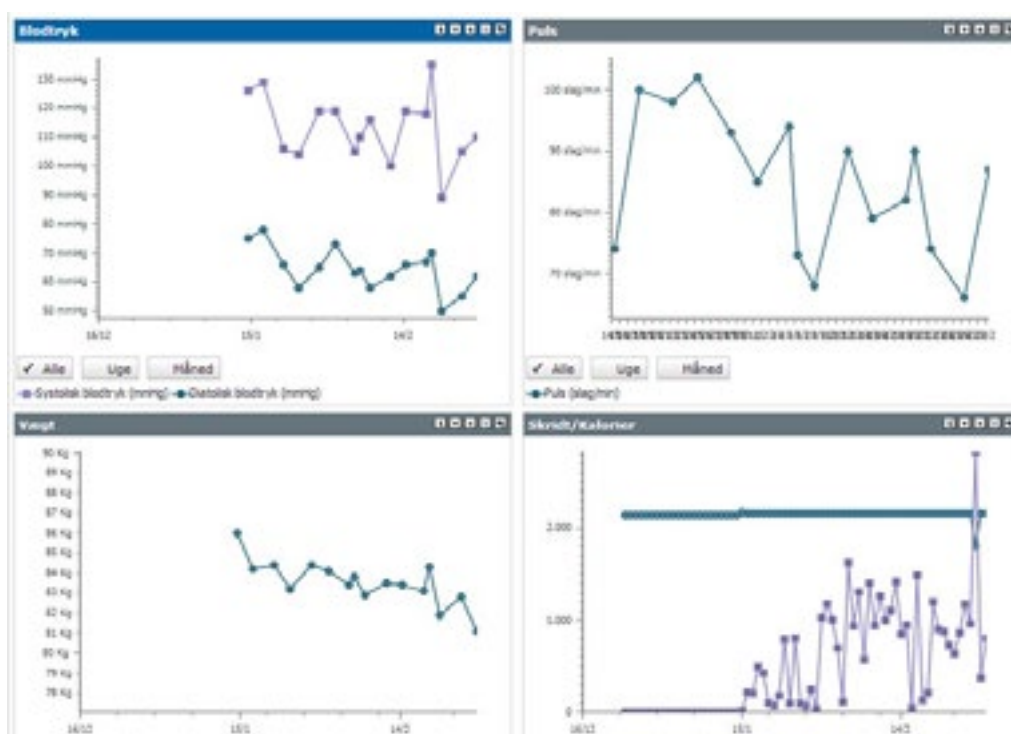 Blodtryk
130 mmHg
120 mmHg
110 mmHg
100 mmHg
90 mmHg
80 mmHg
70 mmHg
60 mmHg
50 mmHg
16/12
15/1
14/2
✔ Alle
Uge
Måned
Systolisk blodtryk (mmHg)
Diatolisk blodtryk (mmHg)
Puls
100 slag/min
90 slag/min
80 slag/min
70 slag/min
✔ Alle
Uge
Måned
Puls (slag/min)
Vægt
90 Kg
89 Kg
88 Kg
87 Kg
86 Kg
85 Kg
84 Kg
83 Kg
82 Kg
81 Kg
80 Kg
79 Kg
78 Kg
16/12
15/1
14/2
Skridt/Kalorier
2.000
1.000
0
16/12
15/1
14/2